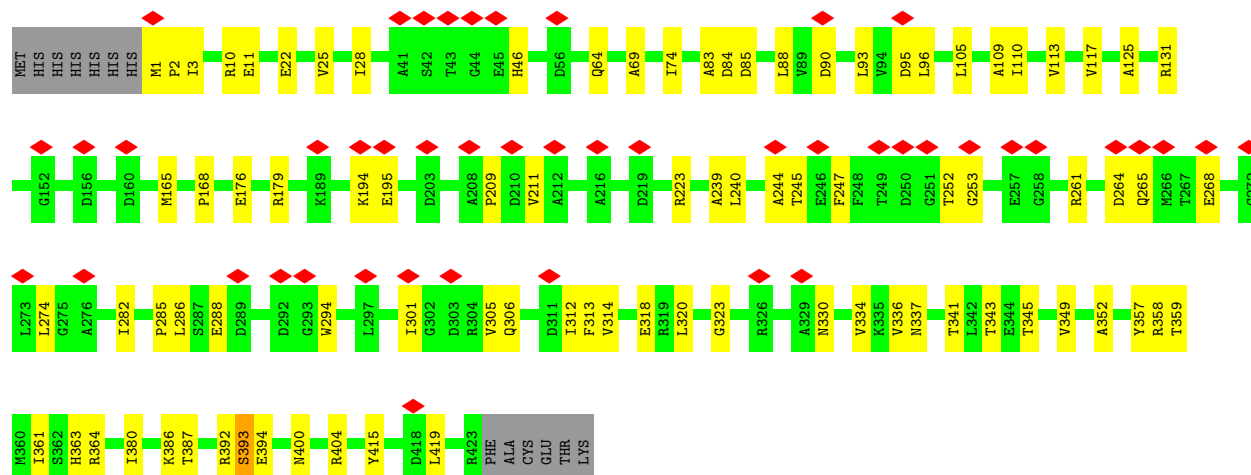 MET HIS HIS HIS HIS HIS HIS M1 P2 I3 R10 E11 E22 V25 I28 A41 S42 T43 G44 E45 H46 D56 Q64 A69 I74 A83 D84 D85 L88 V89 D90 L93 V94 D95 L96 L105 A109 I110 V113 V117 A125 R131
G152 D156 D160 M165 P168 E176 R179 K189 K194 E195 D203 A208 P209 D210 V211 A212 A216 D219 R223 A239 L240 A244 T245 E246 F247 F248 T249 D250 G251 T252 G253 E257 G258 R261 D264 Q265 M266 T267 E268
L273 L274 G275 A276 I282 P285 L286 S287 E288 D289 D292 G293 W294 L297 I301 G302 D303 R304 V305 Q306 D311 I312 F313 V314 E318 R319 L320 G323 R326 A329 N330 V334 K335 V336 N337 T341 L342 T343 E344 T345 V349 A352 Y357 R358 T359
M360 I361 S362 H363 R364 I380 K386 T387 R392 S393 E394 N400 R404 Y415 D418 L419 R423 PHE ALA CYS GLU THR LYS